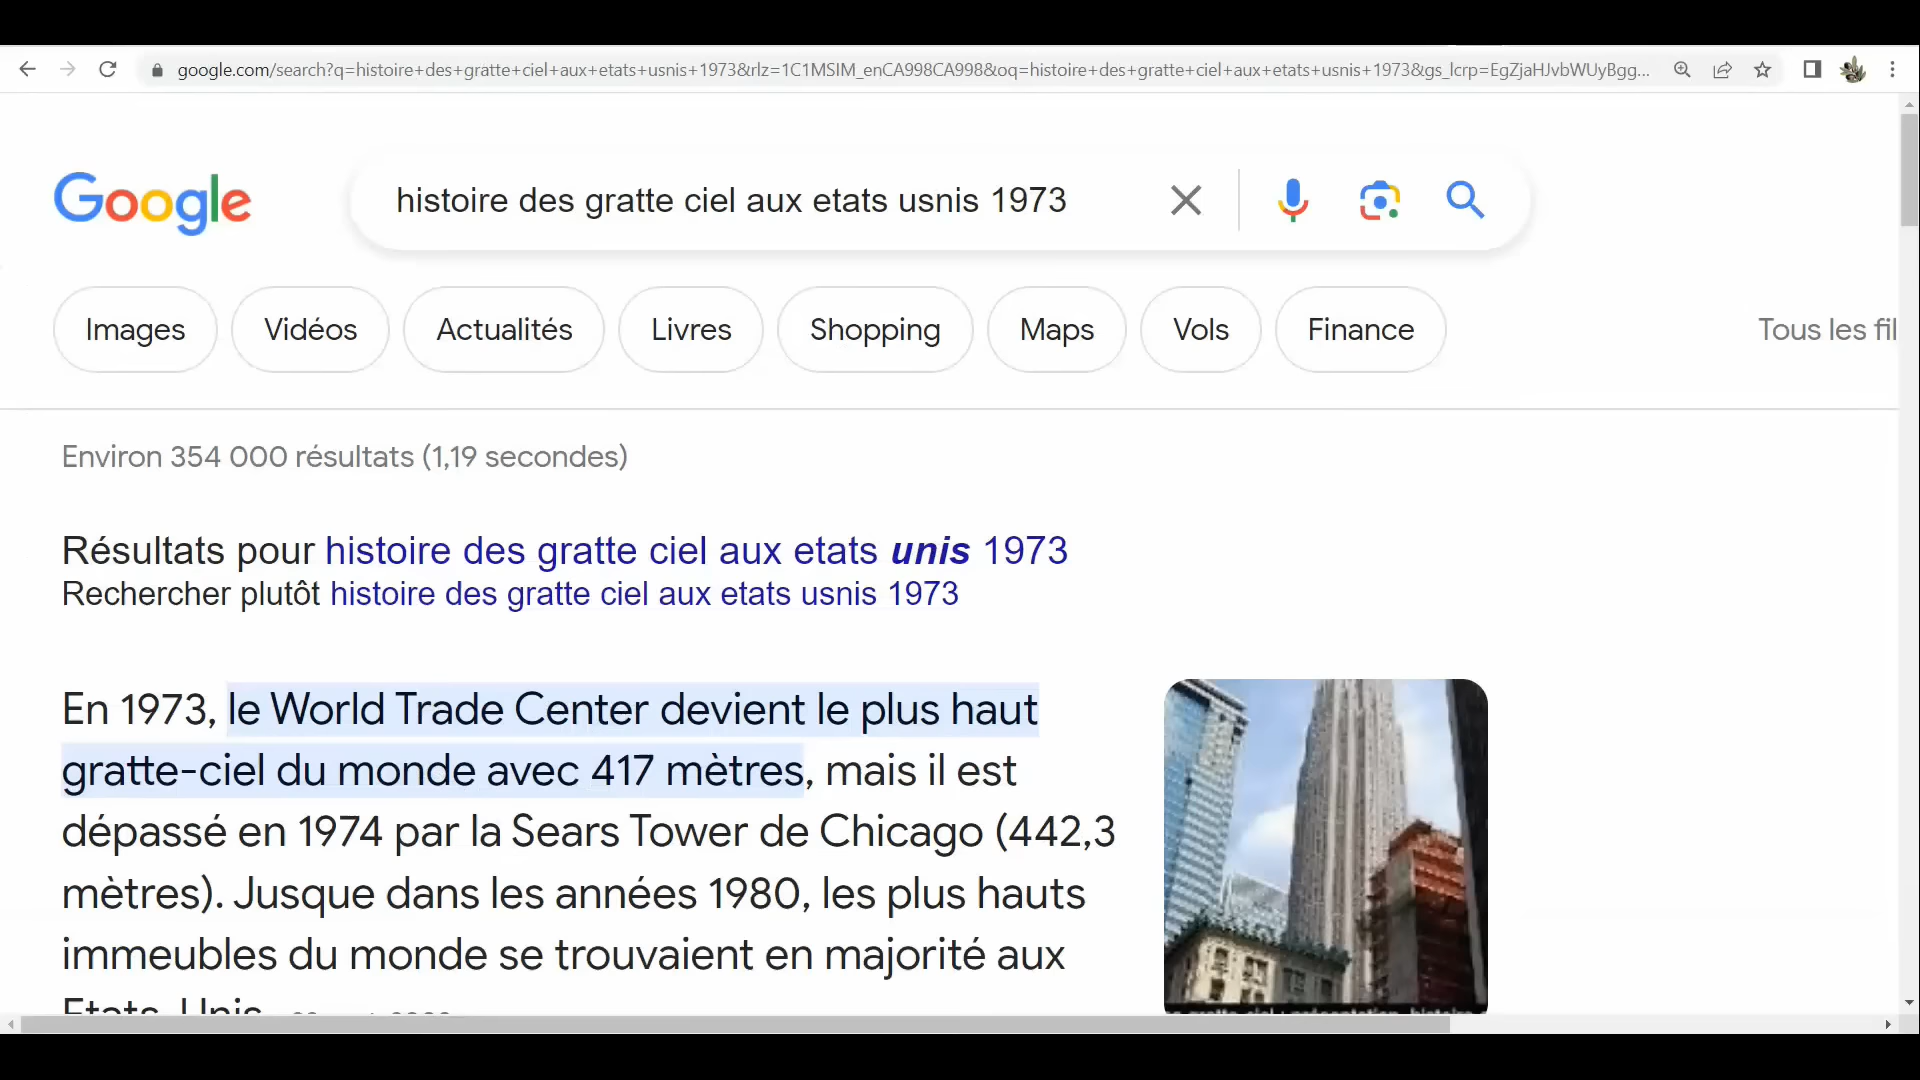 google.com/search?q=histoire+des+gratte+ciel+aux+etats+usnis+1973&rlz=1C1MSIM_enCA998CA998&oq=histoire+des+gratte+ciel+aux+etats+usnis+1973&gs_lcrp=EgZjaHJvbWUyBgg...
Google
histoire des gratte ciel aux etats usnis 1973
Images
Vidéos
Actualités
Livres
Shopping
Maps
Vols
Finance
Tous les fil
Environ 354 000 résultats (1,19 secondes)
Résultats pour histoire des gratte ciel aux etats unis 1973
Rechercher plutôt histoire des gratte ciel aux etats usnis 1973
En 1973, le World Trade Center devient le plus haut
gratte-ciel du monde avec 417 mètres, mais il est
dépassé en 1974 par la Sears Tower de Chicago (442,3
mètres). Jusque dans les années 1980, les plus hauts
immeubles du monde se trouvaient en majorité aux
Etats-Unis